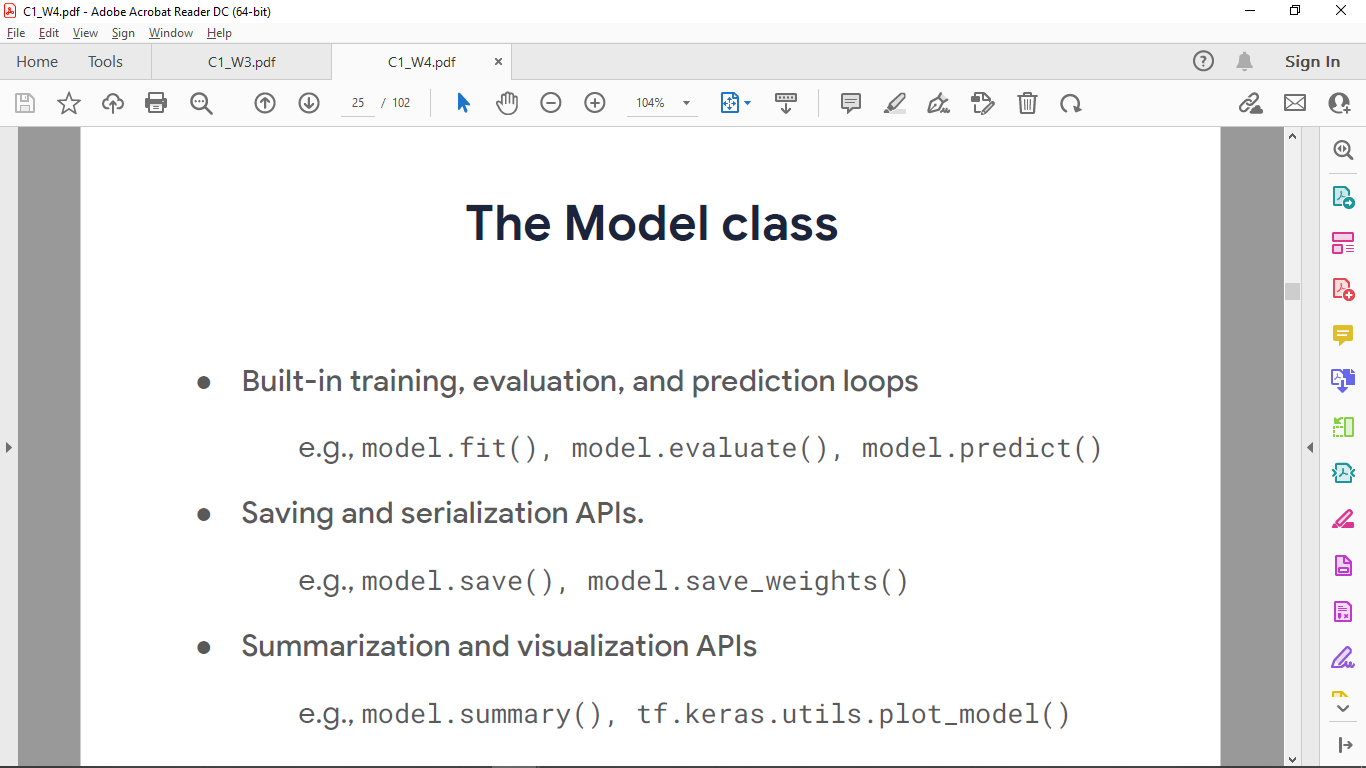 C1_W4.pdf - Adobe Acrobat Reader DC (64-bit)
File Edit View Sign Window Help
Home Tools C1_W3.pdf C1_W4.pdf × Sign In
25 / 102 104%
The Model class
● Built-in training, evaluation, and prediction loops
e.g., model.fit(), model.evaluate(), model.predict()
● Saving and serialization APIs.
e.g., model.save(), model.save_weights()
● Summarization and visualization APIs
e.g., model.summary(), tf.keras.utils.plot_model()